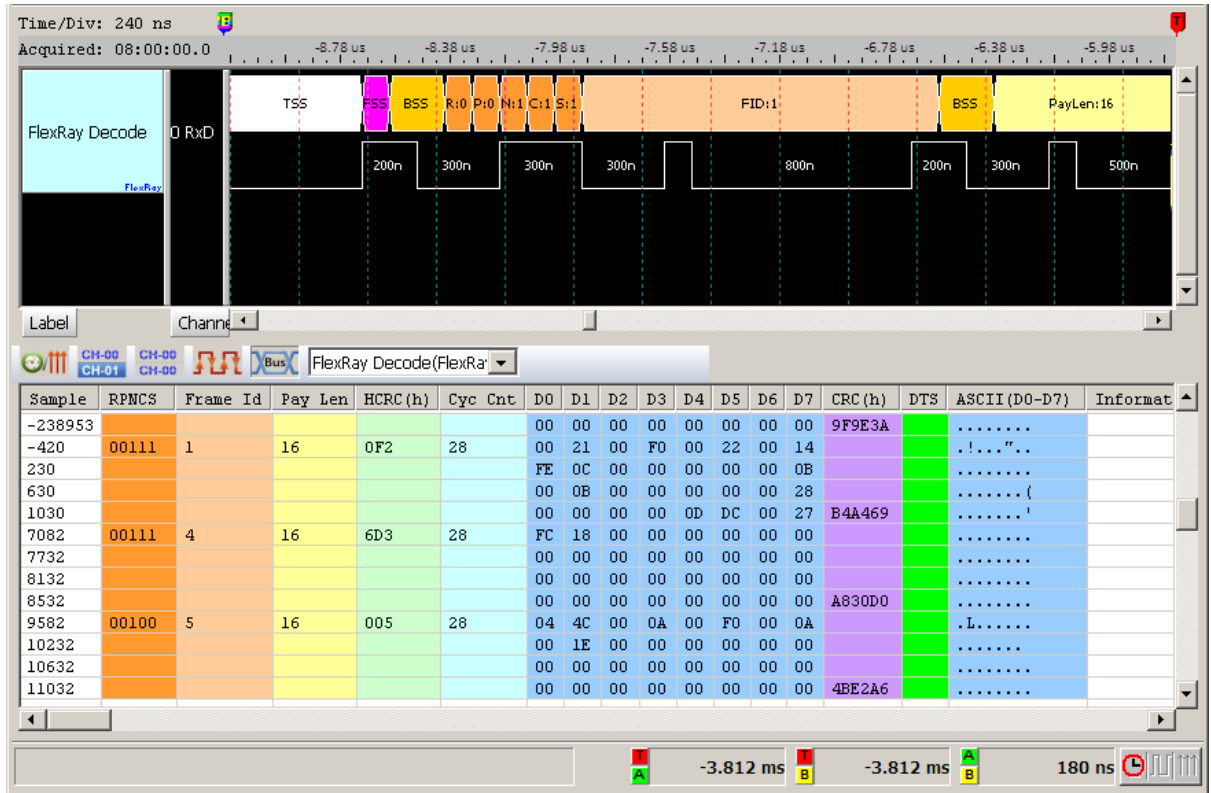 Time/Div: 240 ns
Acquired: 08:00:00.0
-8.78 us -8.38 us -7.98 us -7.58 us -7.18 us -6.78 us -6.38 us -5.98 us
TSS FSS BSS R:0 P:0 N:1 C:1 S:1 FID:1 BSS PayLen:16
FlexRay Decode 0 RxD
200n 300n 300n 300n 800n 200n 300n 500n
FlexRay
Label Channe
CH-00 CH-00
CH-01 CH-00
Bus FlexRay Decode(FlexRa
Sample RPNCS Frame Id Pay Len HCRC(h) Cyc Cnt D0 D1 D2 D3 D4 D5 D6 D7 CRC(h) DTS ASCII(D0-D7) Informat
-238953 00 00 00 00 00 00 00 00 9F9E3A ........
-420 00111 1 16 0F2 28 00 21 00 F0 00 22 00 14 .!..."..
230 FE 0C 00 00 00 00 00 0B ........
630 00 0B 00 00 00 00 00 28 .......(
1030 00 00 00 00 0D DC 00 27 B4A469 .......'
7082 00111 4 16 6D3 28 FC 18 00 00 00 00 00 00 ........
7732 00 00 00 00 00 00 00 00 ........
8132 00 00 00 00 00 00 00 00 ........
8532 00 00 00 00 00 00 00 00 A830D0 ........
9582 00100 5 16 005 28 04 4C 00 0A 00 F0 00 0A .L......
10232 00 1E 00 00 00 00 00 00 .......
10632 00 00 00 00 00 00 00 00 ........
11032 00 00 00 00 00 00 00 00 4BE2A6 ........
T A -3.812 ms T B -3.812 ms A B 180 ns